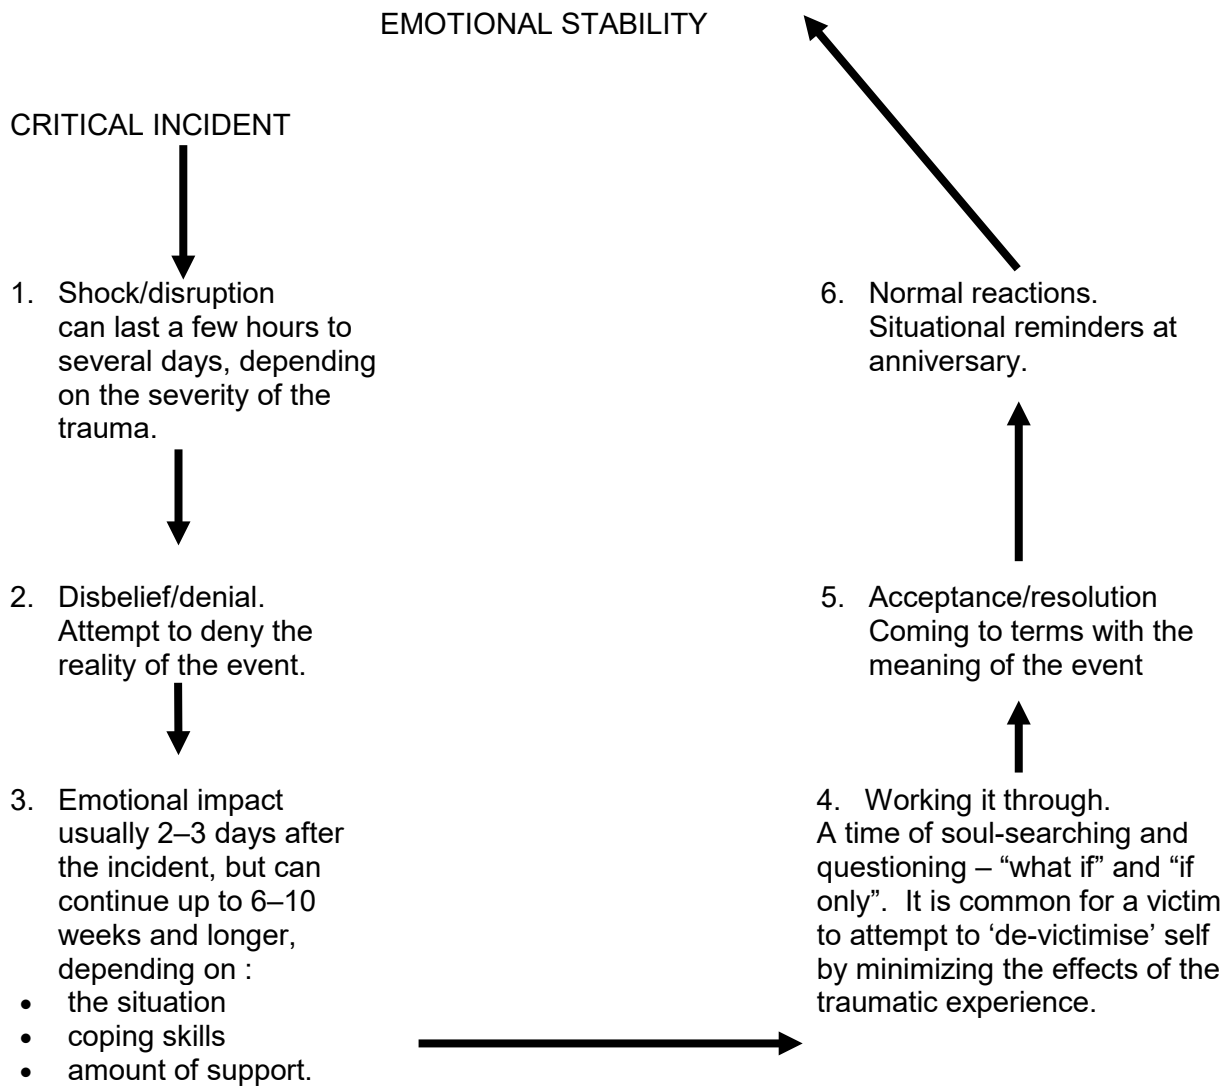 EMOTIONAL STABILITY
CRITICAL INCIDENT
1. Shock/disruption
can last a few hours to
several days, depending
on the severity of the
trauma.
2. Disbelief/denial.
Attempt to deny the
reality of the event.
3. Emotional impact
usually 2–3 days after
the incident, but can
continue up to 6–10
weeks and longer,
depending on :
• the situation
• coping skills
• amount of support.
4. Working it through.
A time of soul-searching and
questioning – “what if” and “if
only”. It is common for a victim
to attempt to ‘de-victimise’ self
by minimizing the effects of the
traumatic experience.
5. Acceptance/resolution
Coming to terms with the
meaning of the event
6. Normal reactions.
Situational reminders at
anniversary.